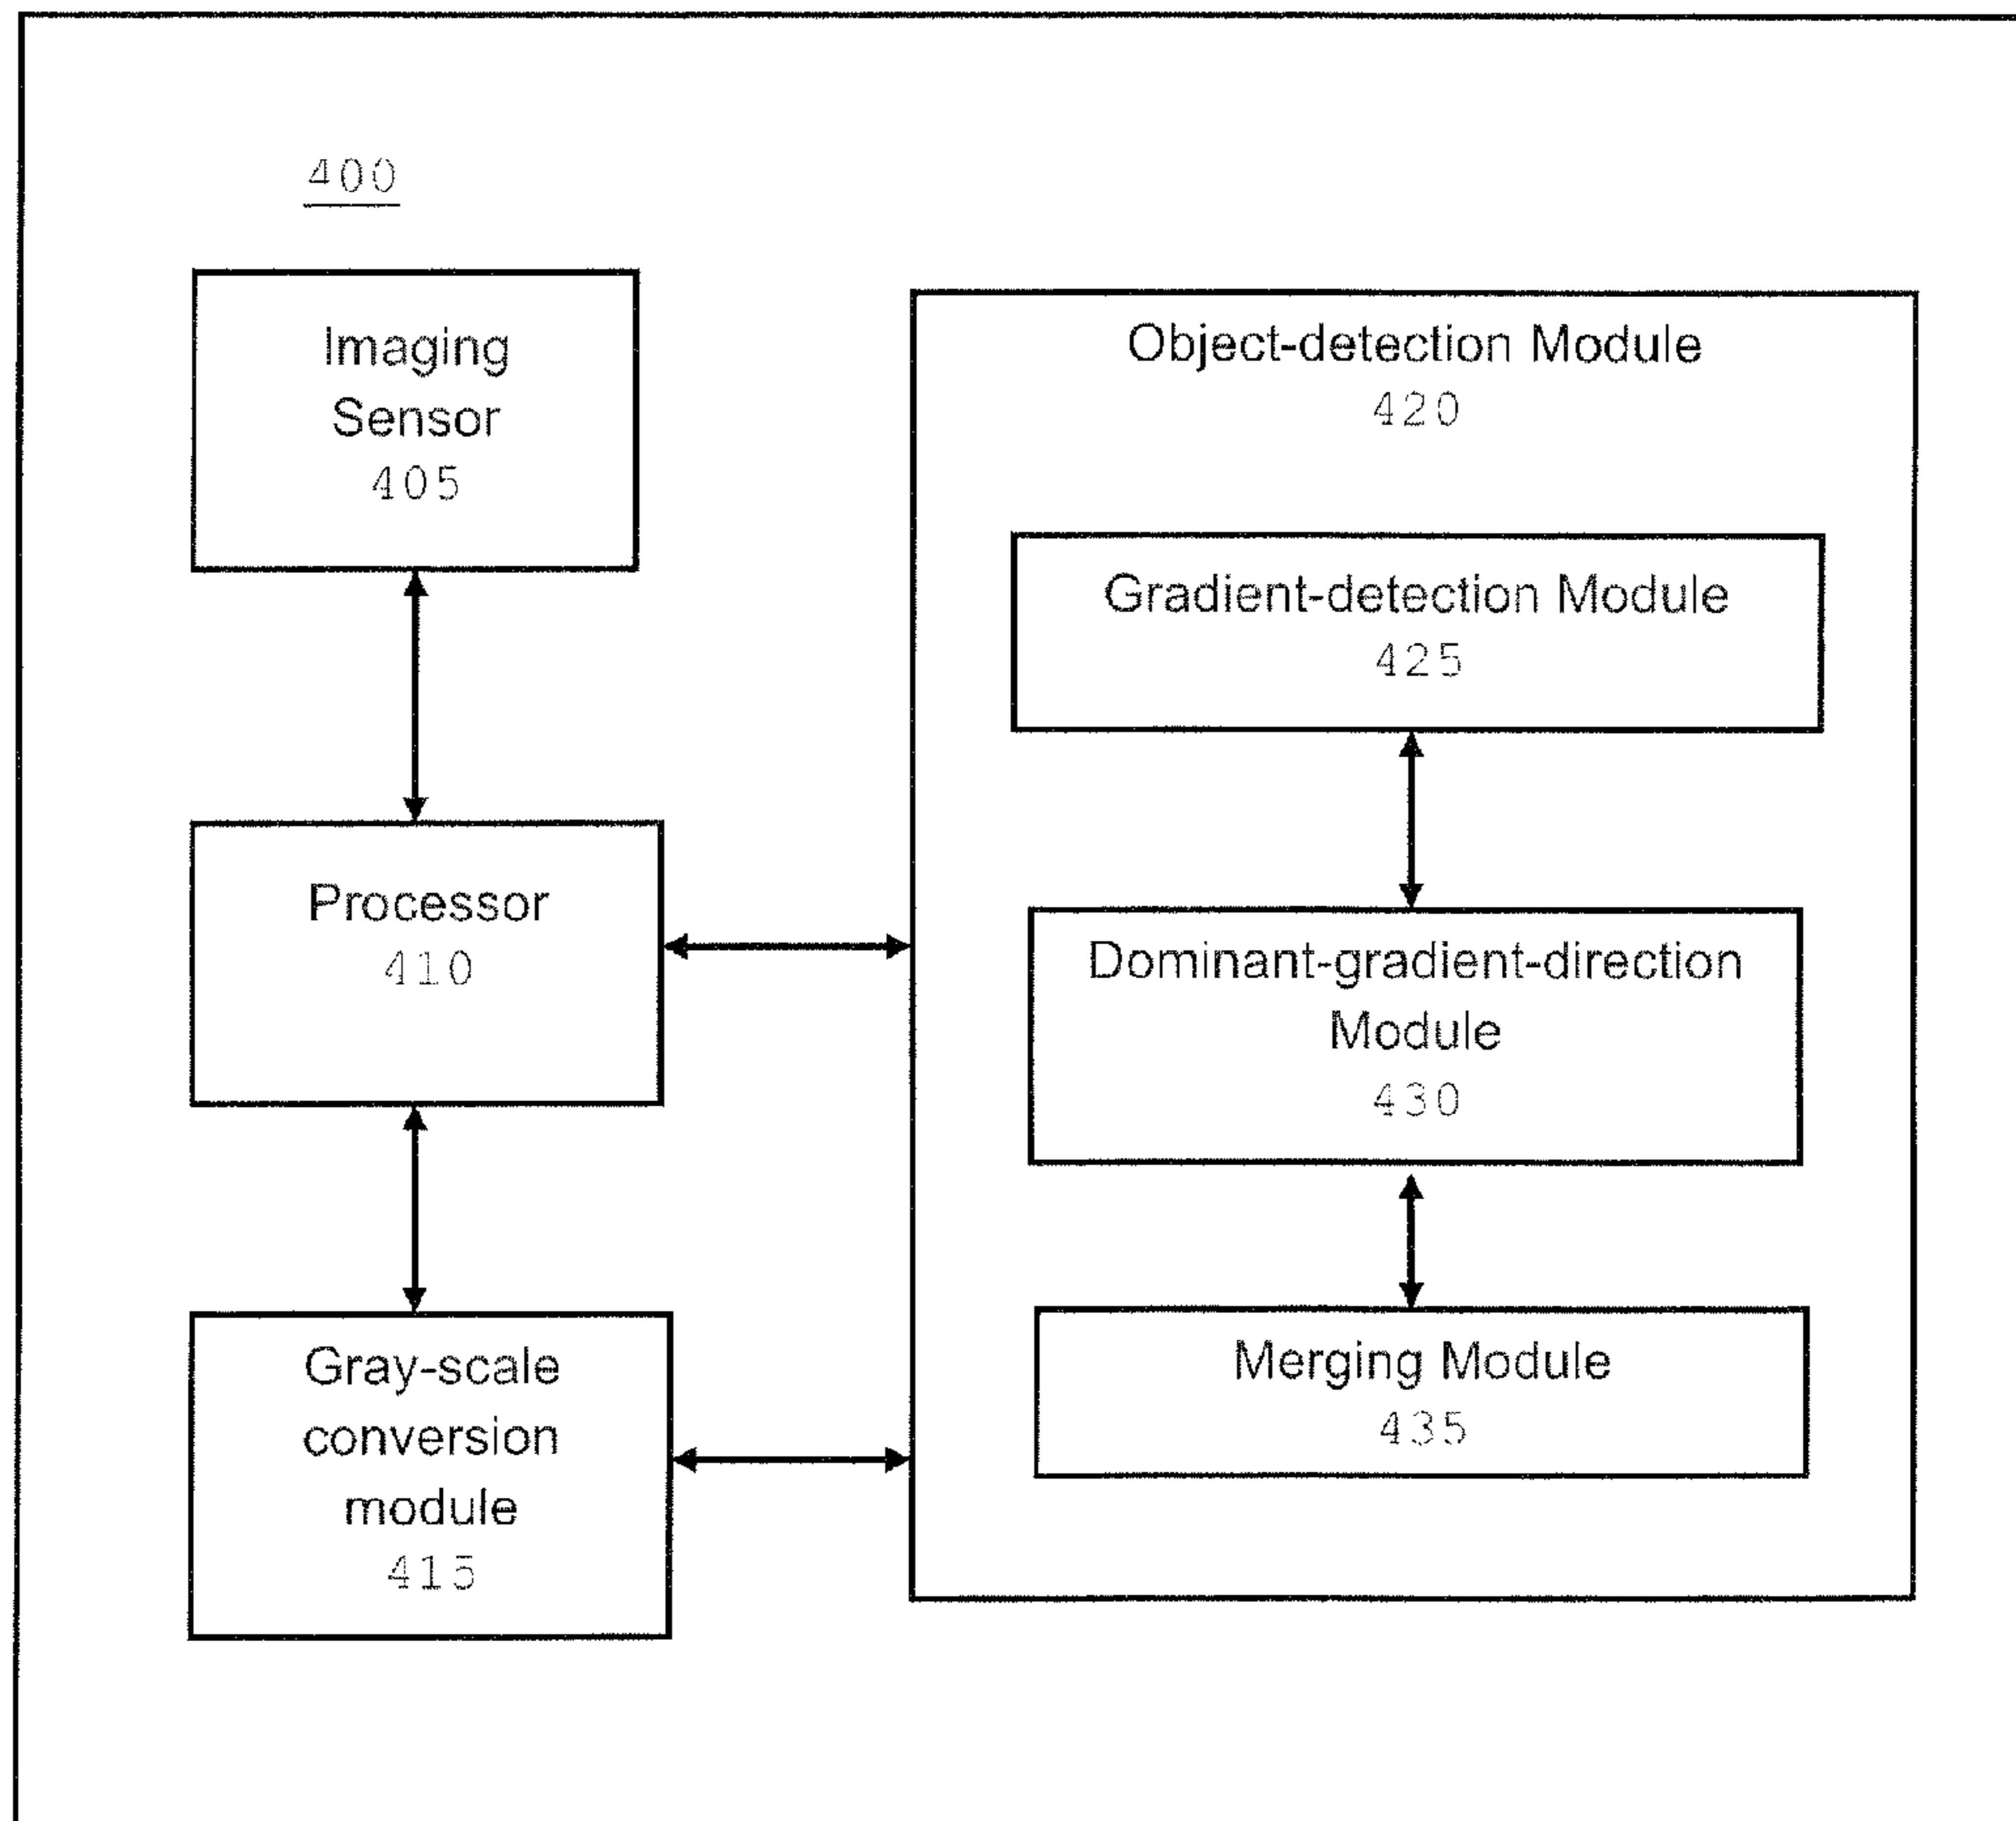 400
Imaging
Sensor
405
Processor
410
Gray-scale
conversion
module
415
Object-detection Module
420
Gradient-detection Module
425
Dominant-gradient-direction
Module
430
Merging Module
435